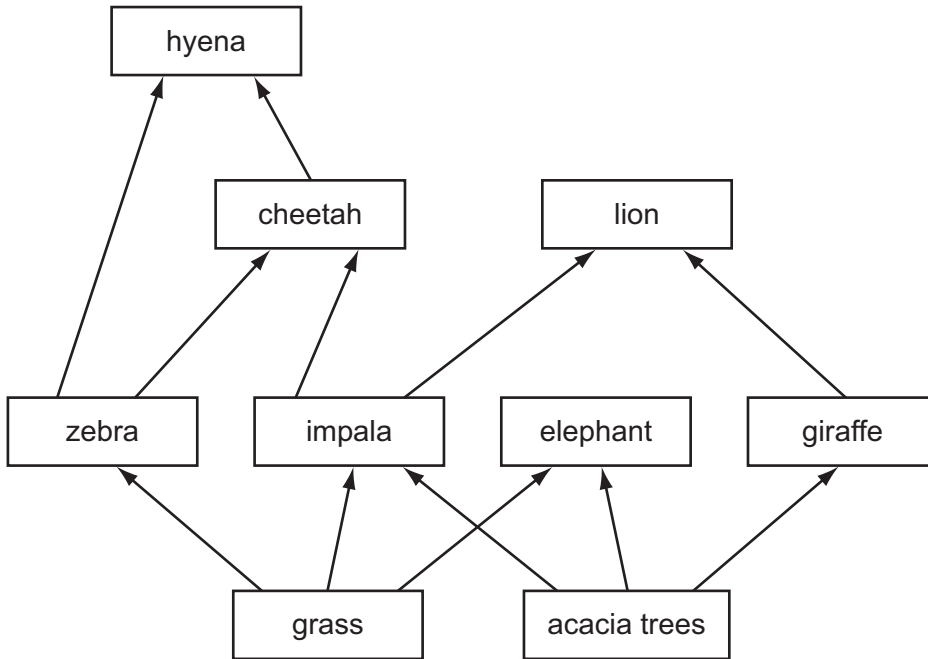 hyena
cheetah
lion
zebra
impala
elephant
giraffe
grass
acacia trees